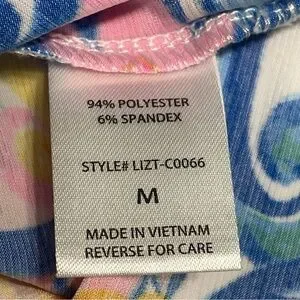 94% POLYESTER
6% SPANDEX
STYLE# LIZT-C0066
M
MADE IN VIETNAM
REVERSE FOR CARE